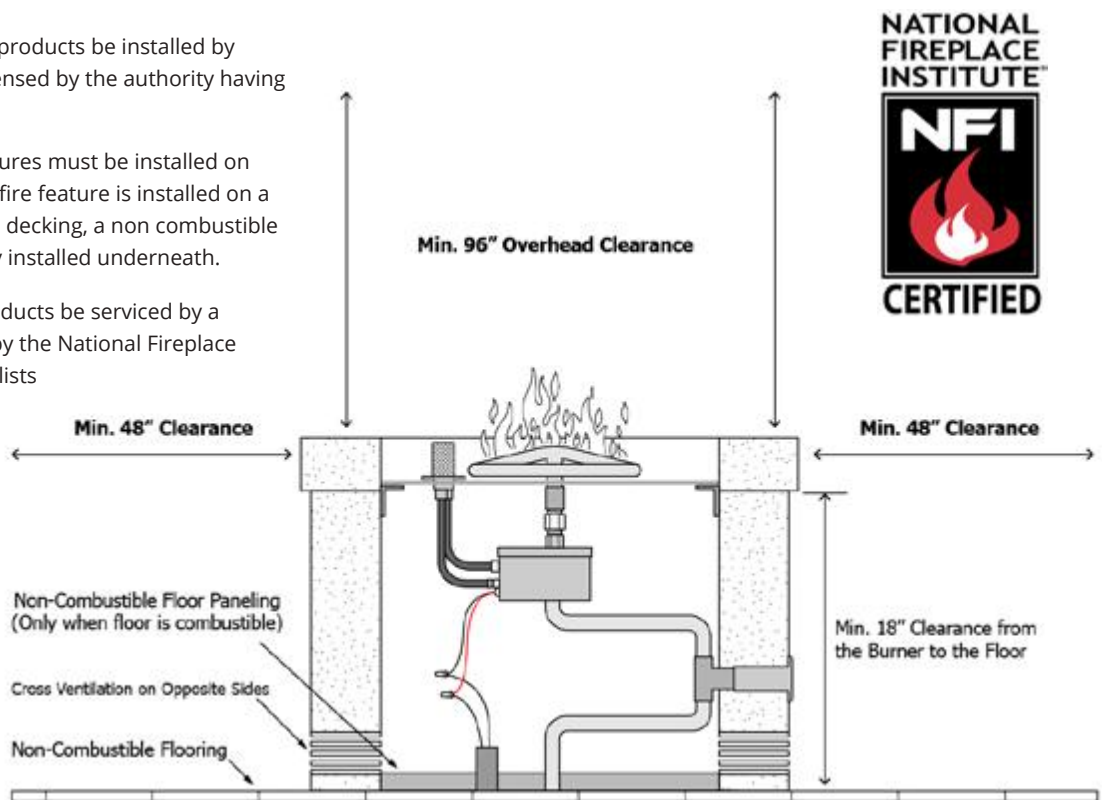 products be installed by
ensed by the authority having
ures must be installed on
fire feature is installed on a
decking, a non combustible
installed underneath.
ducts be serviced by a
by the National Fireplace
lists
NATIONAL
FIREPLACE
INSTITUTE
NFI
CERTIFIED
Min. 96" Overhead Clearance
Min. 48" Clearance
Min. 48" Clearance
Non-Combustible Floor Paneling
(Only when floor is combustible)
Cross Ventilation on Opposite Sides
Non-Combustible Flooring
Min. 18" Clearance from
the Burner to the Floor